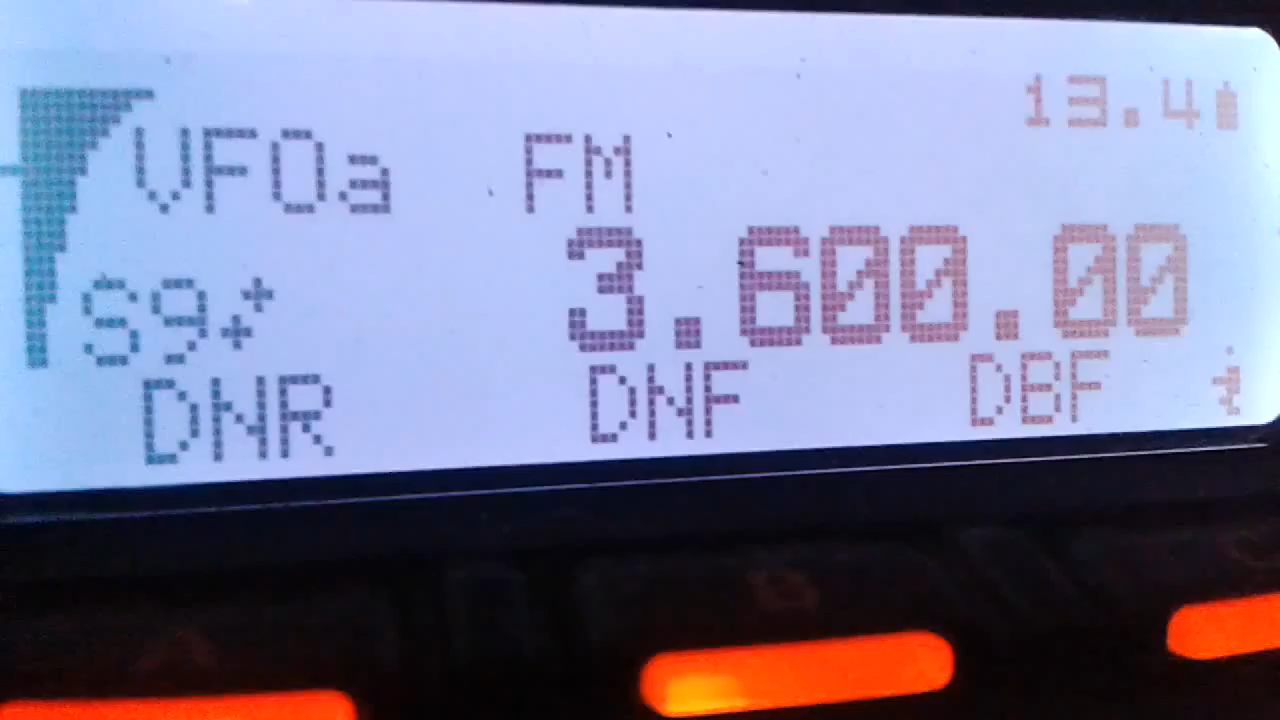 13.4
VFOa FM
3.600.00
S9+
DNR DNF DBF